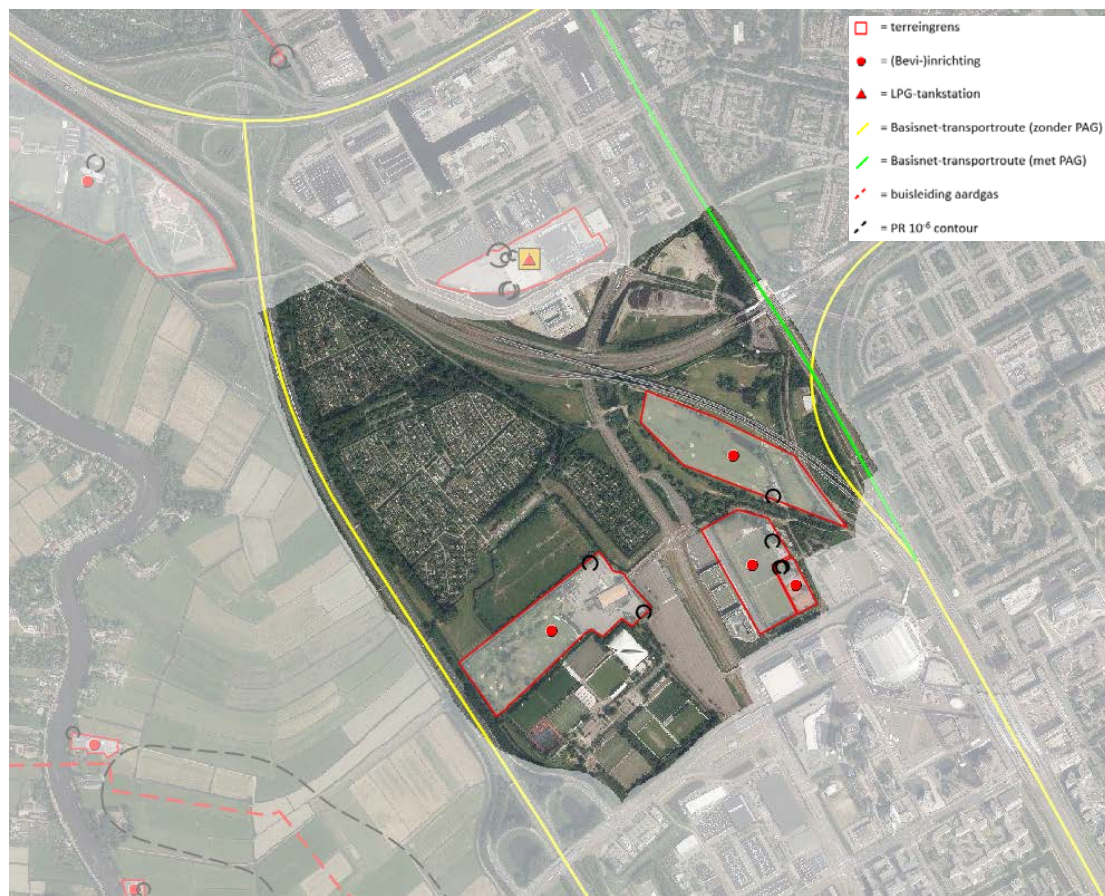 = terreingrens
= (Bevi-)inrichting
= LPG-tankstation
= Basisnet-transportroute (zonder PAG)
= Basisnet-transportroute (met PAG)
= buisleiding aardgas
= PR 10⁻⁶ contour